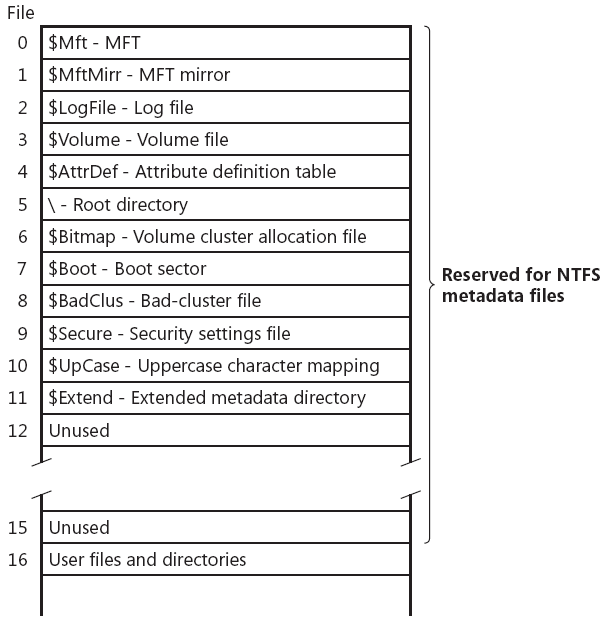 File
0 $Mft - MFT
1 $MftMirr - MFT mirror
2 $LogFile - Log file
3 $Volume - Volume file
4 $AttrDef - Attribute definition table
5 \ - Root directory
6 $Bitmap - Volume cluster allocation file
7 $Boot - Boot sector
8 $BadClus - Bad-cluster file
9 $Secure - Security settings file
10 $UpCase - Uppercase character mapping
11 $Extend - Extended metadata directory
12 Unused
15 Unused
16 User files and directories
Reserved for NTFS
metadata files